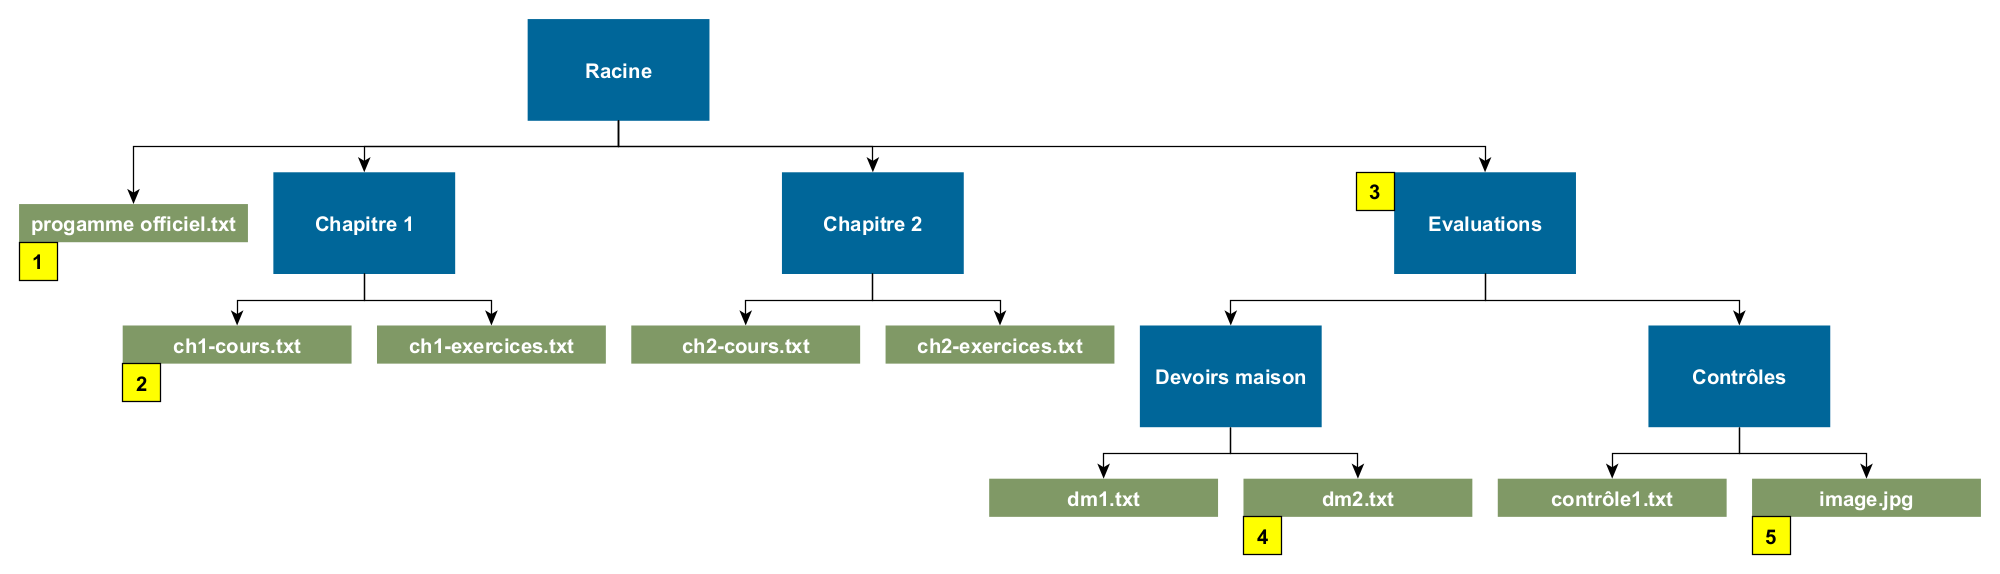 Racine
progamme officiel.txt
1
Chapitre 1
Chapitre 2
3
Evaluations
ch1-cours.txt
2
ch1-exercices.txt
ch2-cours.txt
ch2-exercices.txt
Devoirs maison
Contrôles
dm1.txt
dm2.txt
4
contrôle1.txt
image.jpg
5